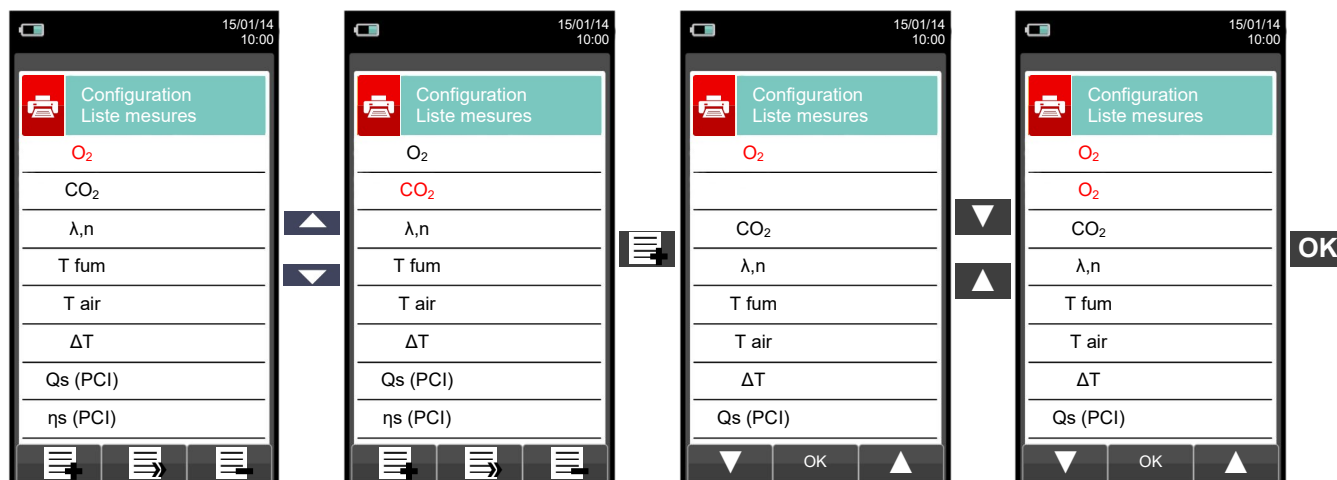 15/01/14
10:00
Configuration
Liste mesures
O₂
CO₂
λ,n
T fum
T air
ΔT
Qs (PCI)
ηs (PCI)
15/01/14
10:00
Configuration
Liste mesures
O₂
CO₂
λ,n
T fum
T air
ΔT
Qs (PCI)
ηs (PCI)
15/01/14
10:00
Configuration
Liste mesures
O₂
CO₂
λ,n
T fum
T air
ΔT
Qs (PCI)
OK
15/01/14
10:00
Configuration
Liste mesures
O₂
O₂
CO₂
λ,n
T fum
T air
ΔT
Qs (PCI)
OK
OK